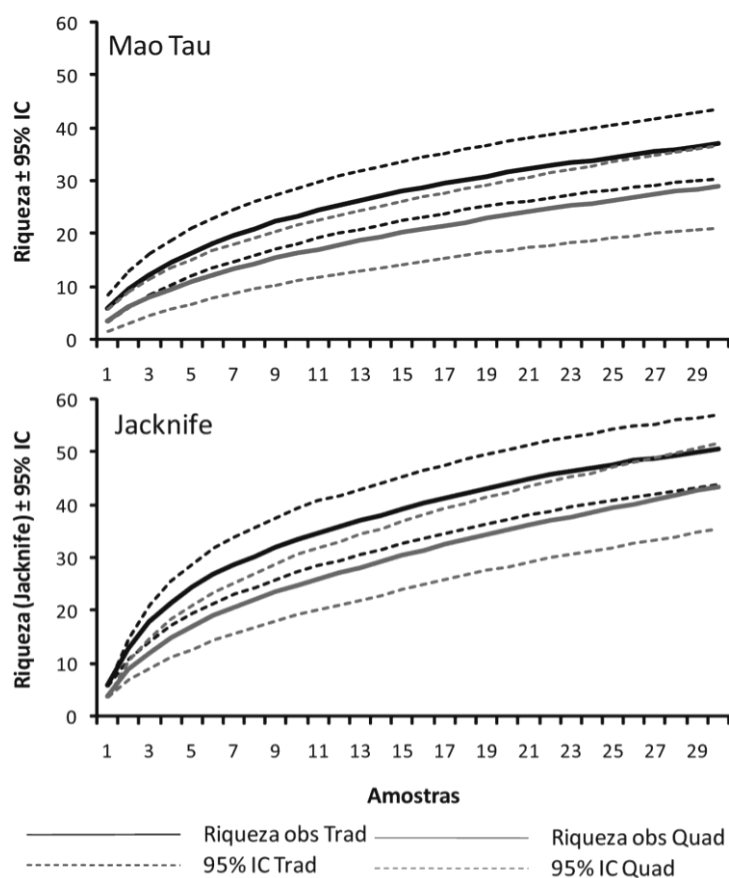 Mao Tau
Riqueza ± 95% IC
60
50
40
30
20
10
0
1 3 5 7 9 11 13 15 17 19 21 23 25 27 29
Jacknife
Riqueza (Jacknife) ± 95% IC
60
50
40
30
20
10
0
1 3 5 7 9 11 13 15 17 19 21 23 25 27 29
Amostras
Riqueza obs Trad Riqueza obs Quad
95% IC Trad 95% IC Quad